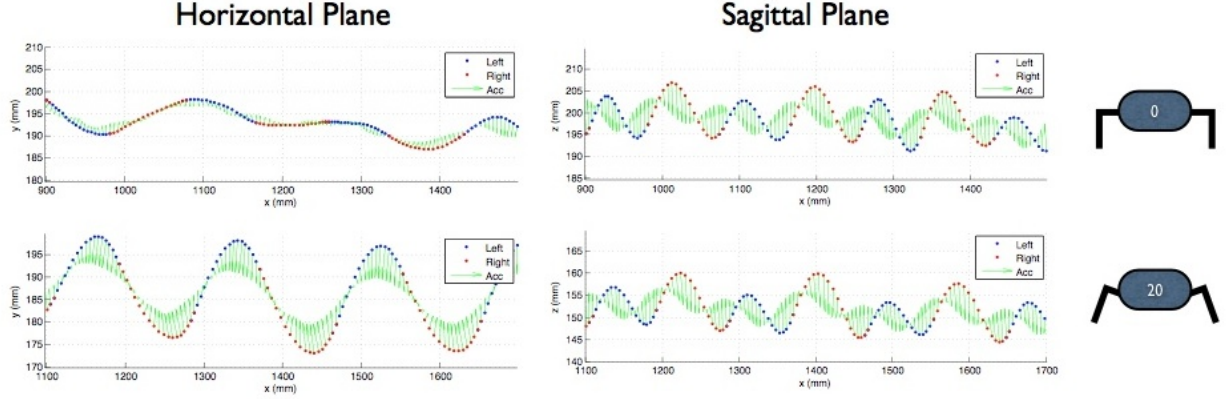 Horizontal Plane
Sagittal Plane
210
205
200
195
190
185
180
y (mm)
900 1000 1100 1200 1300 1400
x (mm)
Left
Right
Acc
210
205
200
195
190
185
z (mm)
900 1000 1100 1200 1300 1400
x (mm)
Left
Right
Acc
0
195
190
185
180
175
170
y (mm)
1100 1200 1300 1400 1500 1600
x (mm)
Left
Right
Acc
165
160
155
150
145
140
z (mm)
1100 1200 1300 1400 1500 1600 1700
x (mm)
Left
Right
Acc
20